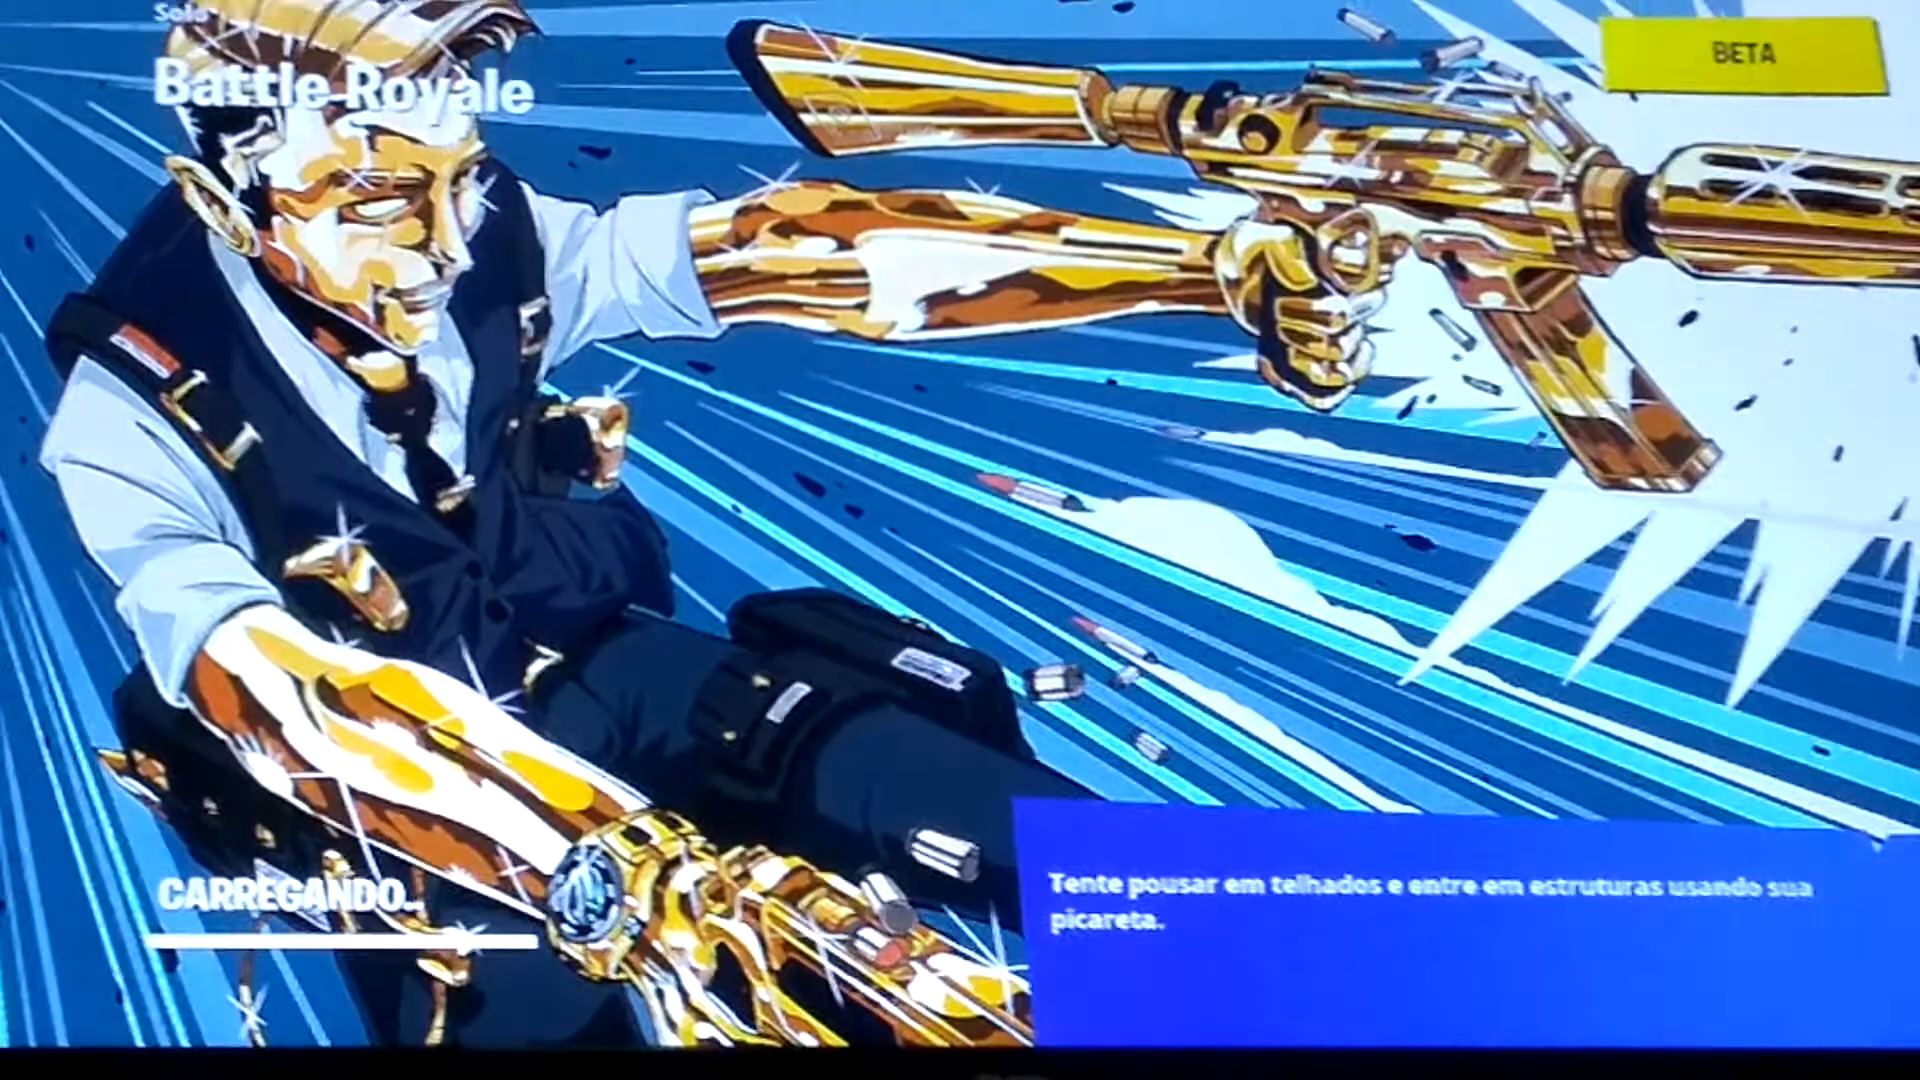 Solo
Battle Royale
BETA
CARREGANDO...
Tente pousar em telhados e entre em estruturas usando sua
picareta.